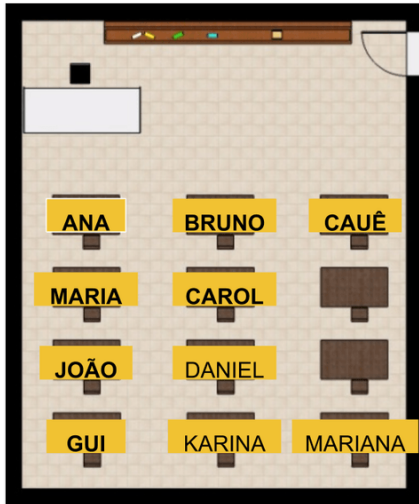 ANA BRUNO CAUÊ
MARIA CAROL
JOÃO DANIEL
GUI KARINA MARIANA